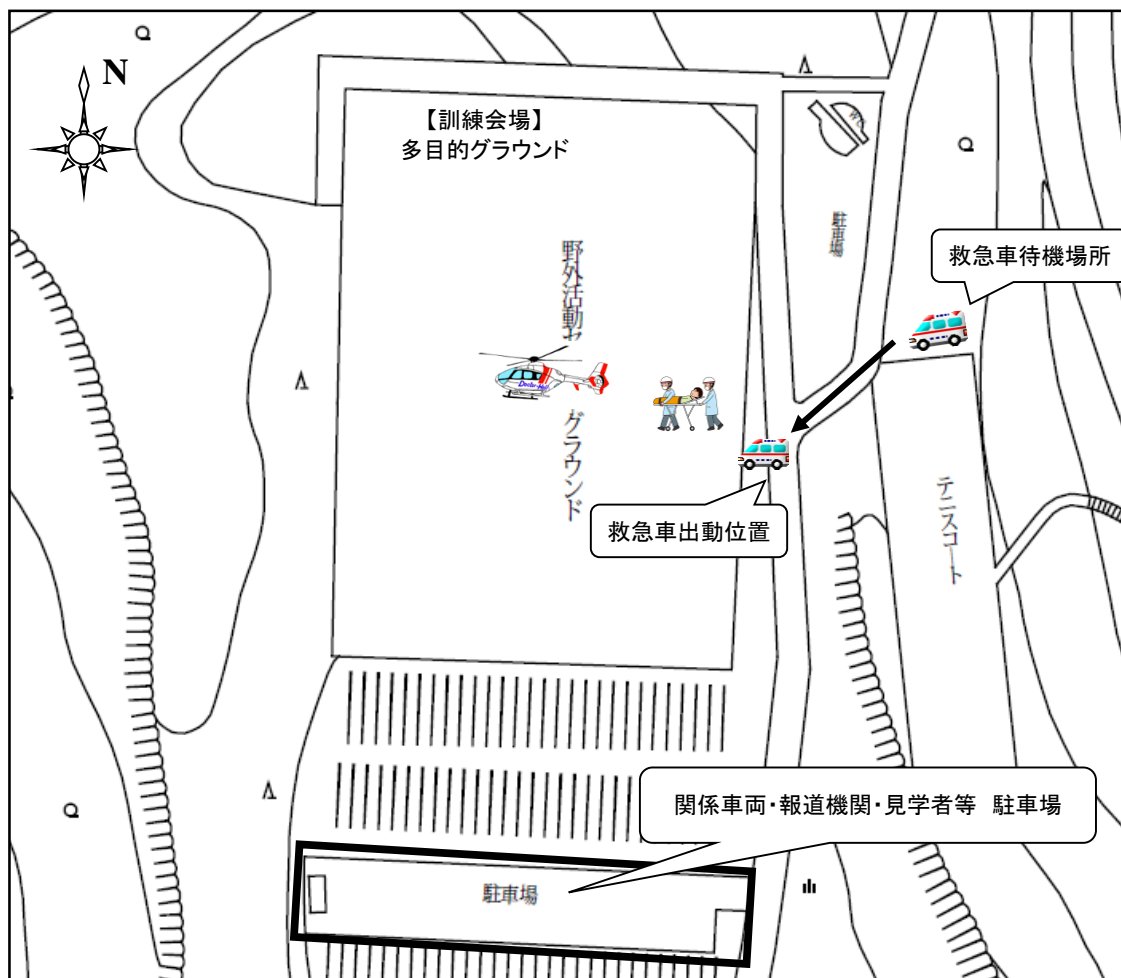 N
【訓練会場】
多目的グラウンド
WC
駐車場
救急車待機場所
野外活動セ
グラウンド
救急車出動位置
テニスコート
関係車両・報道機関・見学者等 駐車場
駐車場